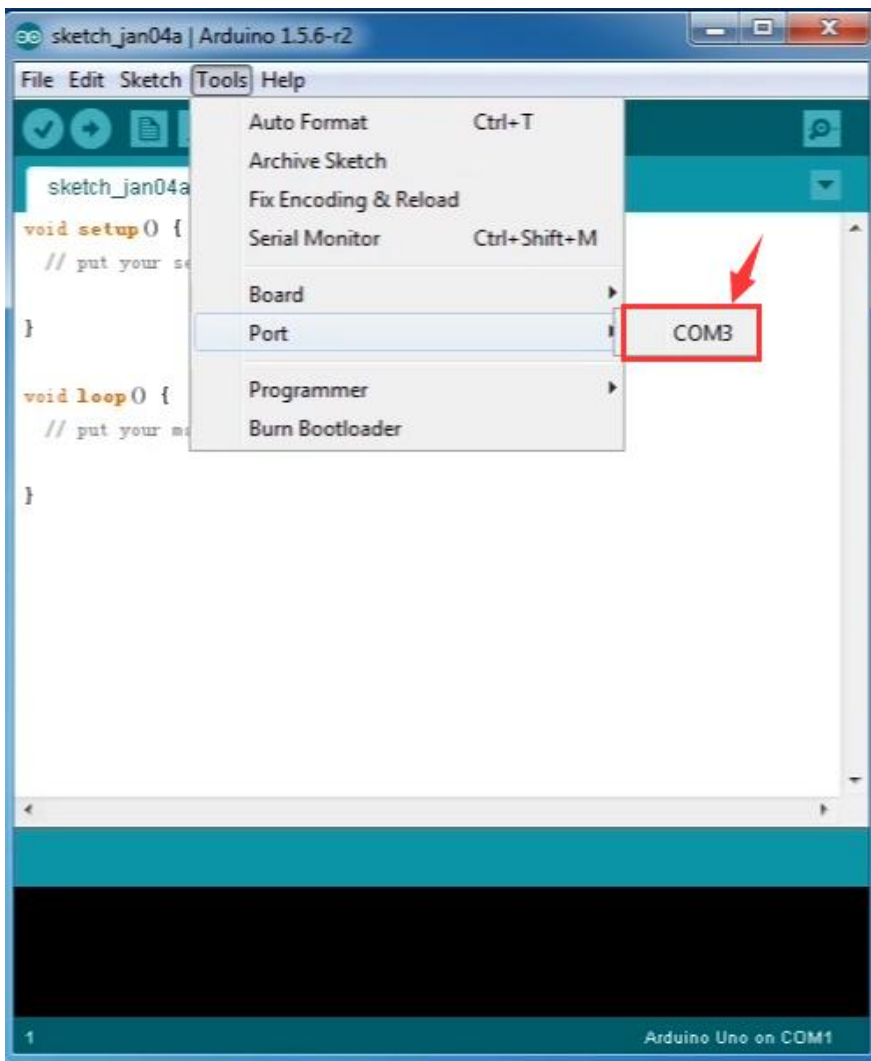 sketch_jan04a | Arduino 1.5.6-r2
File Edit Sketch Tools Help
Auto Format Ctrl+T
Archive Sketch
sketch_jan04a
Fix Encoding & Reload
void setup() {
Serial Monitor Ctrl+Shift+M
// put your
Board
}
Port COM3
Programmer
void loop() {
// put your
Burn Bootloader
}
1 Arduino Uno on COM1